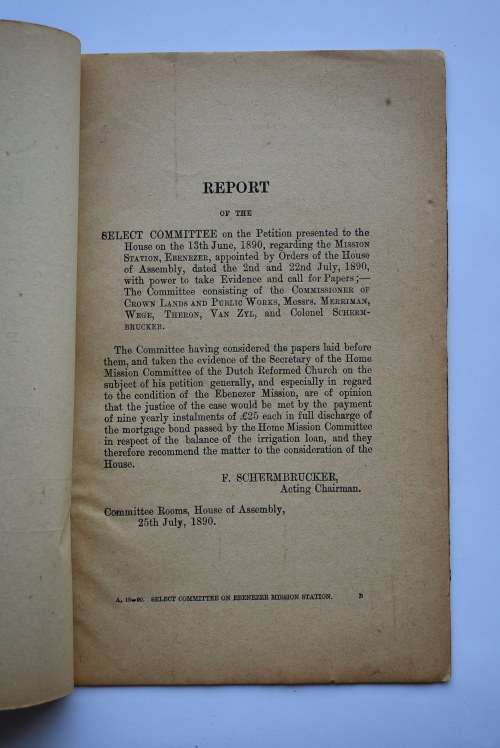 REPORT
OF THE
SELECT COMMITTEE on the Petition presented to the
House on the 13th June, 1890, regarding the MISSION
STATION, EBENEZER, appointed by Orders of the House
of Assembly, dated the 2nd and 22nd July, 1890,
with power to take Evidence and call for Papers;—
The Committee consisting of the COMMISSIONER OF
CROWN LANDS AND PUBLIC WORKS, Messrs. MERRIMAN,
WEGE, THERON, VAN ZYL, and Colonel SCHERM-
BRUCKER.
The Committee having considered the papers laid before
them, and taken the evidence of the Secretary of the Home
Mission Committee of the Dutch Reformed Church on the
subject of his petition generally, and especially in regard
to the condition of the Ebenezer Mission, are of opinion
that the justice of the case would be met by the payment
of nine yearly instalments of £25 each in full discharge of
the mortgage bond passed by the Home Mission Committee
in respect of the balance of the irrigation loan, and they
therefore recommend the matter to the consideration of the
House.
F. SCHERMBRUCKER,
Acting Chairman.
Committee Rooms, House of Assembly,
25th July, 1890.
A. 18—90. SELECT COMMITTEE ON EBENEZER MISSION STATION. B